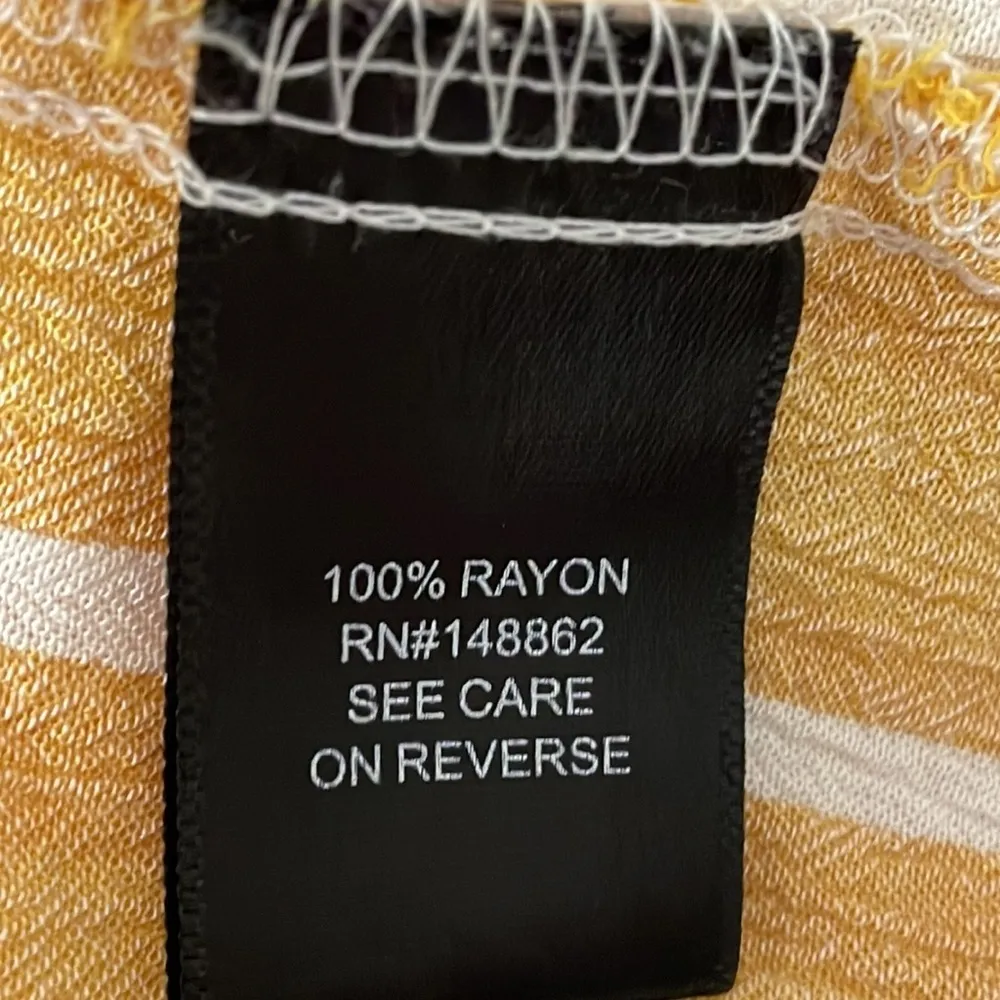 100% RAYON
RN#148862
SEE CARE
ON REVERSE